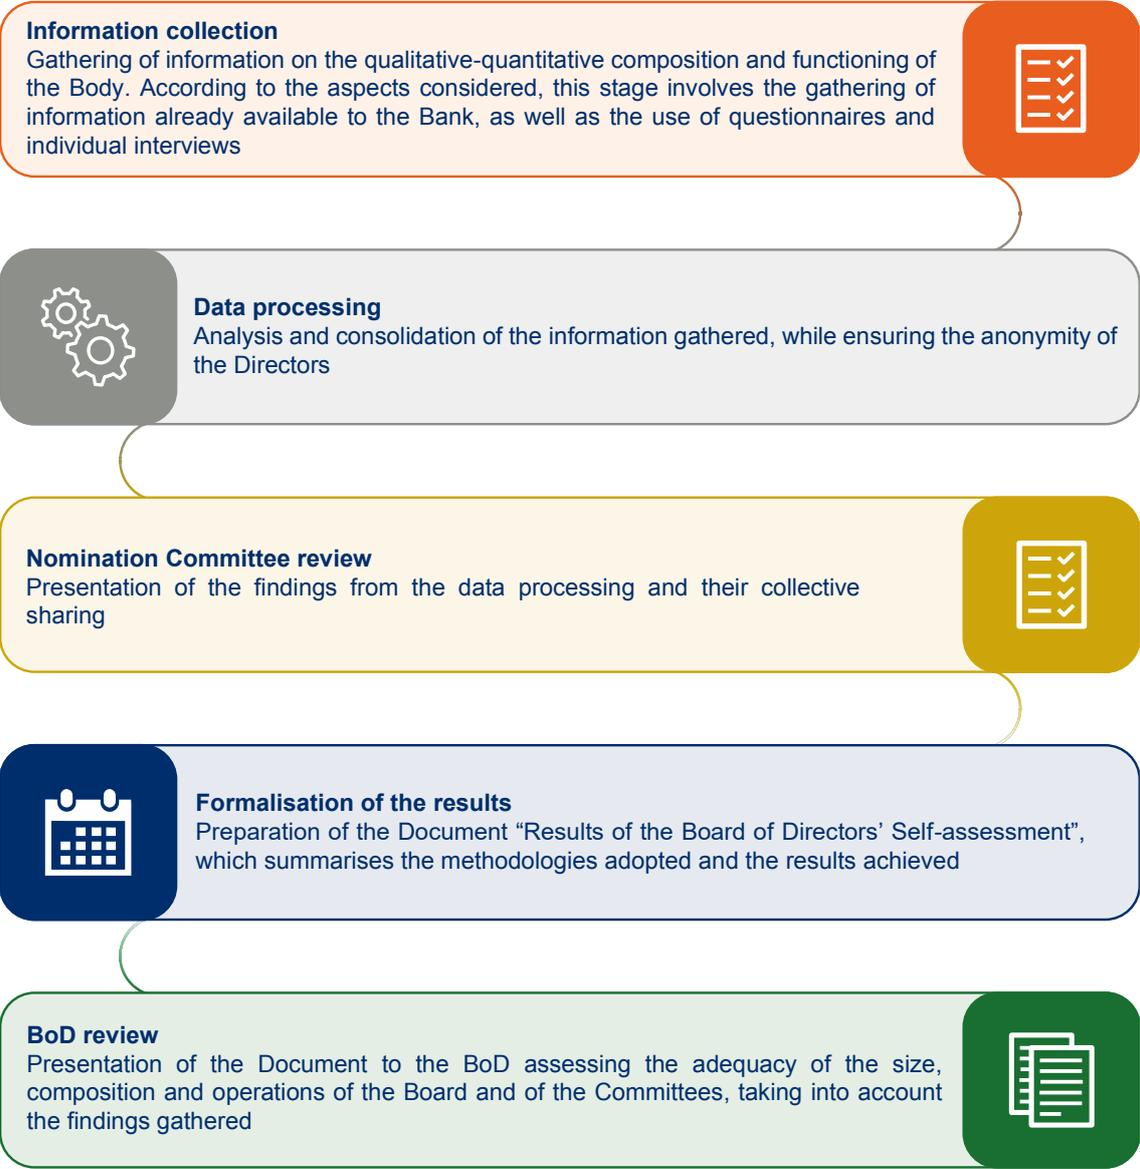 Information collection
Gathering of information on the qualitative-quantitative composition and functioning of
the Body. According to the aspects considered, this stage involves the gathering of
information already available to the Bank, as well as the use of questionnaires and
individual interviews
Data processing
Analysis and consolidation of the information gathered, while ensuring the anonymity of
the Directors
Nomination Committee review
Presentation of the findings from the data processing and their collective
sharing
Formalisation of the results
Preparation of the Document “Results of the Board of Directors’ Self-assessment”,
which summarises the methodologies adopted and the results achieved
BoD review
Presentation of the Document to the BoD assessing the adequacy of the size,
composition and operations of the Board and of the Committees, taking into account
the findings gathered